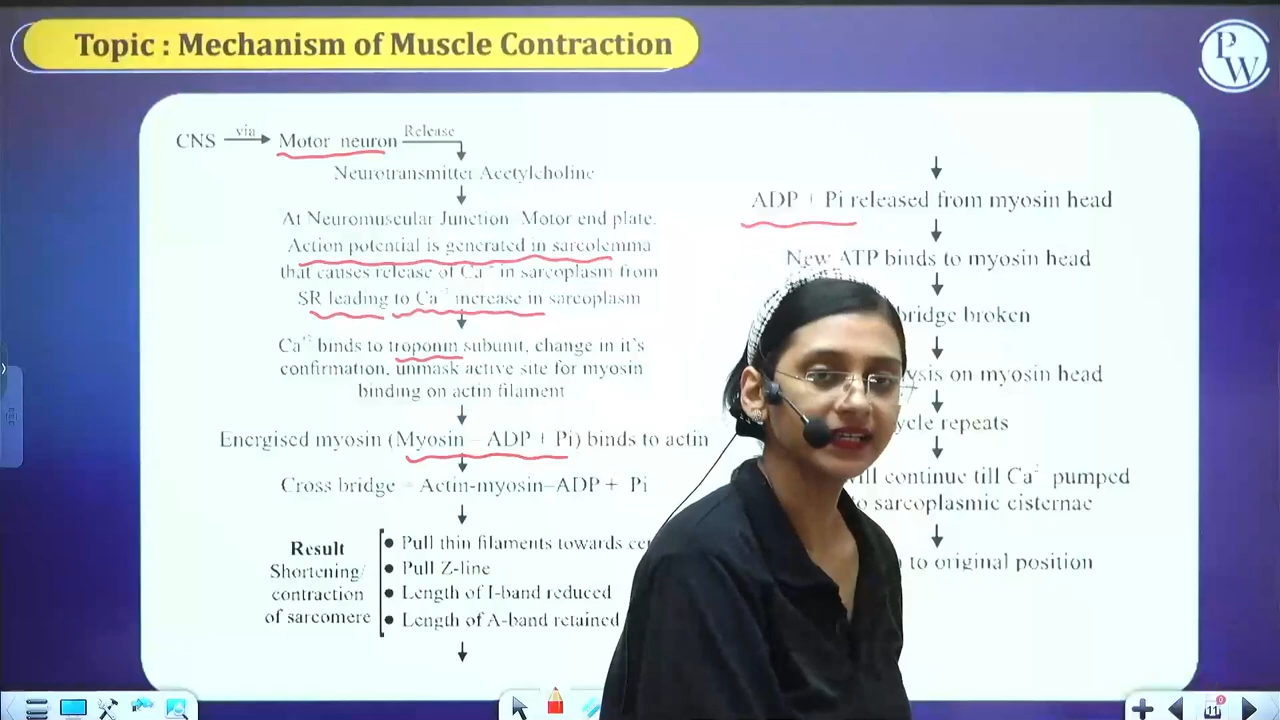 Topic : Mechanism of Muscle Contraction
PW
CNS via Motor neuron Release
Neurotransmitter Acetylcholine
At Neuromuscular Junction Motor end plate.
Action potential is generated in sarcolemma
that causes release of Ca in sarcoplasm from
SR leading to Ca increase in sarcoplasm
Ca binds to troponin subunit, change in it's
confirmation, unmask active site for myosin
binding on actin filament
Energised myosin (Myosin – ADP + Pi) binds to actin
Cross bridge = Actin-myosin–ADP + Pi
Result
Shortening/
contraction
of sarcomere
• Pull thin filaments towards
• Pull Z-line
• Length of I-band reduced
• Length of A-band retained
ADP + Pi released from myosin head
New ATP binds to myosin head
bridge broken
on myosin head
repeats
continue till Ca pumped
sarcoplasmic cisternae
to original position
11